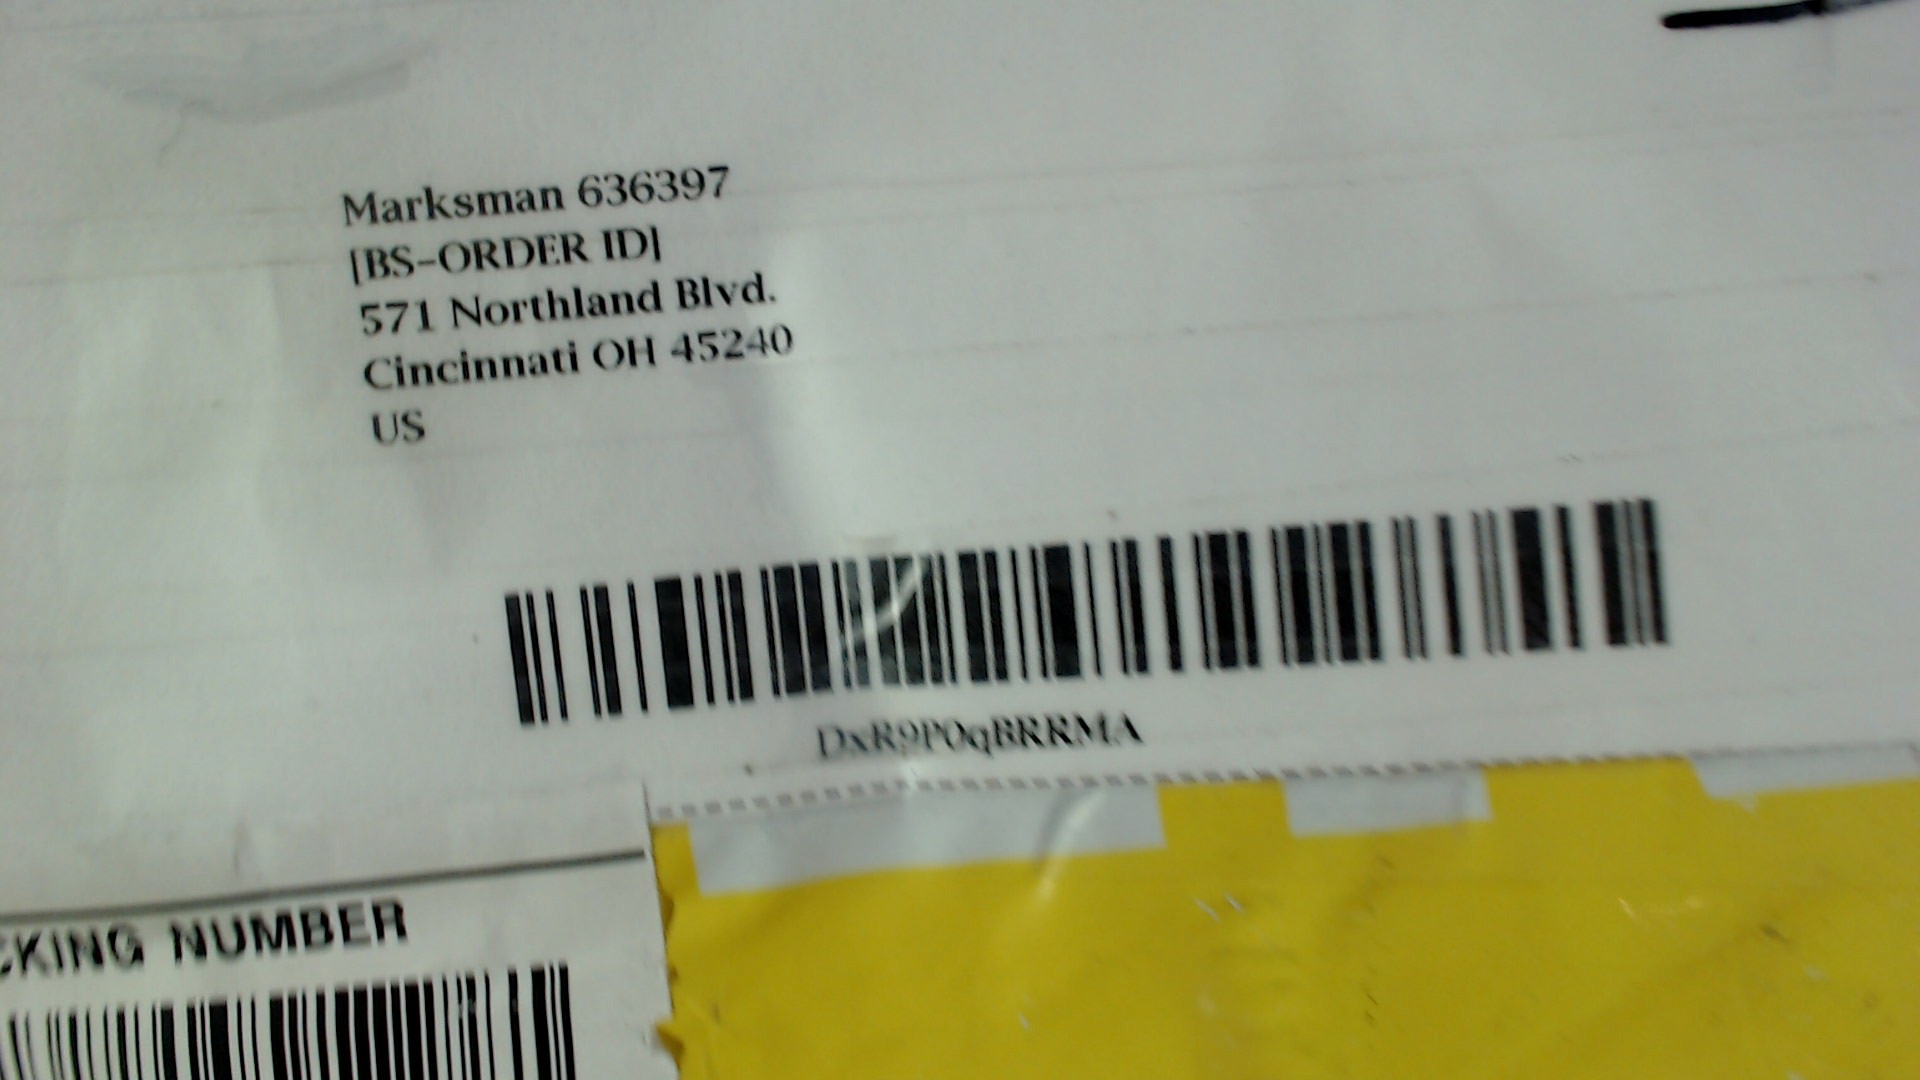 Marksman 636397
[BS-ORDER ID]
571 Northland Blvd.
Cincinnati OH 45240
US
DxR9P0qBRRMA
CKING NUMBER